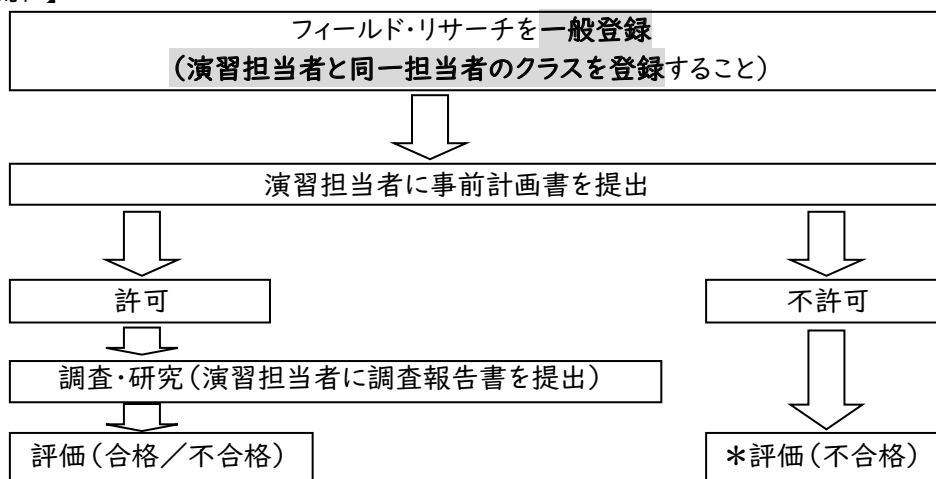 フィールド・リサーチを一般登録
(演習担当者と同一担当者のクラスを登録すること)
演習担当者に事前計画書を提出
許可
不許可
調査・研究(演習担当者に調査報告書を提出)
評価(合格/不合格)
*評価(不合格)